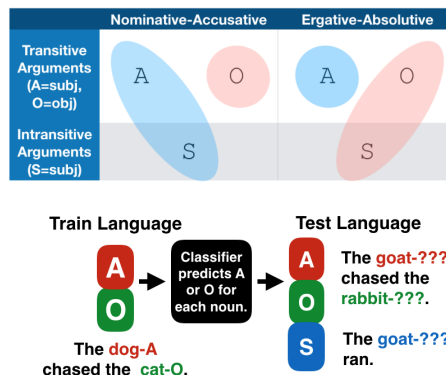 Nominative-Accusative
Ergative-Absolutive
Transitive
Arguments
(A=subj,
O=obj)
A
O
A
O
Intransitive
Arguments
(S=subj)
S
S
Train Language
Test Language
A
O
Classifier
predicts A
or O for
each noun.
A
O
S
The dog-A
chased the cat-O.
The goat-???
chased the
rabbit-???.
The goat-???
ran.